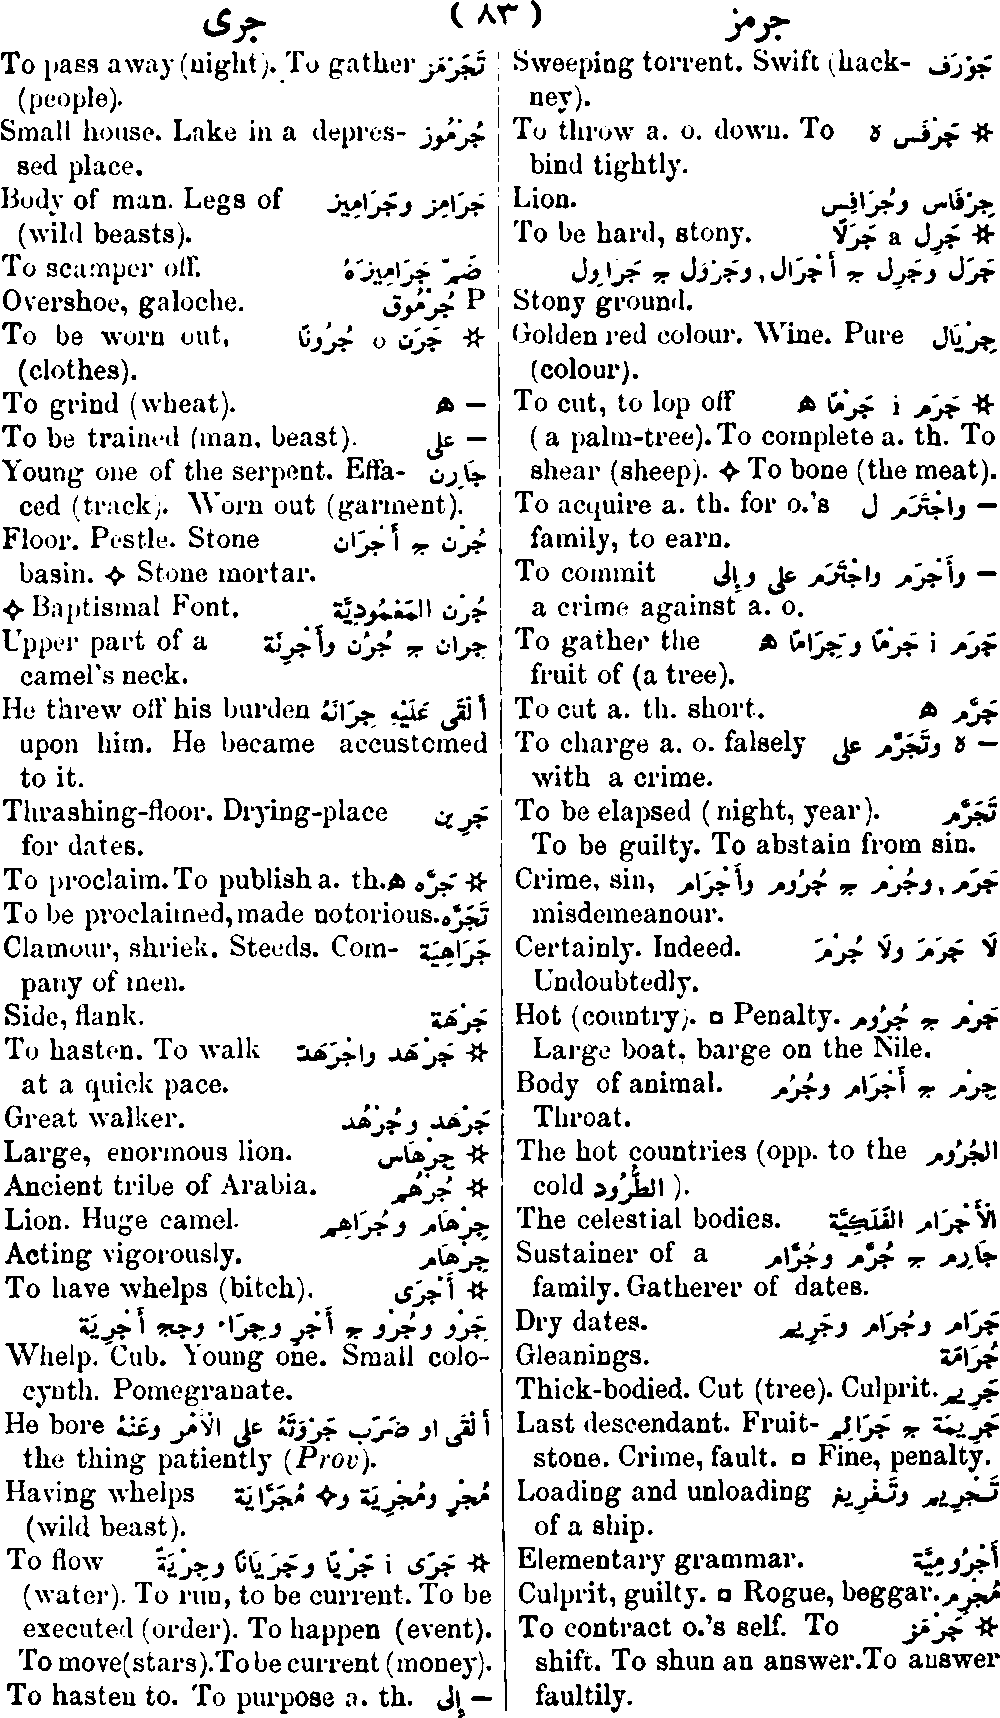 جرى ( ٨٣ ) جرمز
Sweeping torrent. Swift (hack- جَوْرَف
ney).
To throw a. o. down. To ✲ جَرْفَس ه
bind tightly.
Lion. جِرْفَاس وجُرَافِس
To be hard, stony. ✲ جَرِل a جَرَلًا
جَرَل وجَرِل ج أَجْرَال, وجَرْوَل ج جَرَاوِل
Stony ground.
Golden red colour. Wine. Pure جِرْيَال
(colour).
To cut, to lop off ✲ جَرَم i جَرْمًا ه
(a palm-tree). To complete a. th. To
shear (sheep). ✧ To bone (the meat).
To acquire a. th. for o.'s — واجْتَرَم ل
family, to earn.
To commit — وأَجْرَم واجْتَرَم على وإِلى
a crime against a. o.
To gather the جَرَم i جَرْمًا وجَرَامًا ه
fruit of (a tree).
To cut a. th. short. جَرَّم ه
To charge a. o. falsely — ه وتَجَرَّم على
with a crime.
To be elapsed (night, year). تَجَرَّم
To be guilty. To abstain from sin.
Crime, sin, جَرَم, وجُرْم ج جُرُوم وأَجْرَام
misdemeanour.
Certainly. Indeed. لَا جَرَمَ ولَا جُرْمَ
Undoubtedly.
Hot (country). ◘ Penalty. جَرْم ج جُرُوم
Large boat, barge on the Nile.
Body of animal. جِرْم ج أَجْرَام وجُرُم
Throat.
The hot countries (opp. to the الجُرُوم
cold الصُّرُود).
The celestial bodies. الأَجْرَام الفَلَكِيَّة
Sustainer of a جَارِم ج جُرَّم وجُرَّام
family. Gatherer of dates.
Dry dates. جَرَام وجُرَام وجَرِيم
Gleanings. جُرَامَة
Thick-bodied. Cut (tree). Culprit. جَرِيم
Last descendant. Fruit- جَرِيمَة ج جَرَائِم
stone. Crime, fault. ◘ Fine, penalty.
Loading and unloading تَجْرِيم وتَفْرِيغ
of a ship.
Elementary grammar. أَجْرُومِيَّة
Culprit, guilty. ◘ Rogue, beggar. مُجْرِم
To contract o.'s self. To ✲ جَرْمَز
shift. To shun an answer. To answer
faultily.
To pass away (night). To gather تَجَرْمَز
(people).
Small house. Lake in a depres- جُرْمُوز
sed place.
Body of man. Legs of جَرَامِز وجَرَامِيز
(wild beasts).
To scamper off. ضَمَّ جَرَامِيزَهُ
Overshoe, galoche. P جُرْمُوق
To be worn out, ✲ جَرَن o جُرُونًا
(clothes).
To grind (wheat). — ه
To be trained (man, beast). — على
Young one of the serpent. Effa- جَارِن
ced (track). Worn out (garment).
Floor. Pestle. Stone جُرْن ج أَجْرَان
basin. ✧ Stone mortar.
✧ Baptismal Font. جُرْن المَعْمُودِيَّة
Upper part of a جِرَان ج جُرُن وأَجْرِنَة
camel's neck.
He threw off his burden أَلْقَى عَلَيْهِ جِرَانَهُ
upon him. He became accustomed
to it.
Thrashing-floor. Drying-place جَرِين
for dates.
To proclaim. To publish a. th. ✲ جَرَّه ه
To be proclaimed, made notorious. تَجَرَّه
Clamour, shriek. Steeds. Com- جَرَاهِيَة
pany of men.
Side, flank. جَرْهَة
To hasten. To walk ✲ جَرْهَد واجْرَهَدّ
at a quick pace.
Great walker. جَرْهَد وجُرْهُد
Large, enormous lion. ✲ جِرْهَاس
Ancient tribe of Arabia. ✲ جُرْهُم
Lion. Huge camel. جِرْهَام وجُرَاهِم
Acting vigorously. جِرْهَام
To have whelps (bitch). ✲ أَجْرَى
جَرْو وجُرْو ج أَجْرٍ وجِرَاء وجج أَجْرِيَة
Whelp. Cub. Young one. Small colo-
cynth. Pomegranate.
He bore أَلْقَى او ضَرَب جَرْوَتَهُ على الأَمْر وعَنْهُ
the thing patiently (Prov).
Having whelps مُجْرٍ ومُجْرِيَة و✧ مُجَرَّايَة
(wild beast).
To flow ✲ جَرَى i جَرْيًا وجَرَيَانًا وجِرْيَةً
(water). To run, to be current. To be
executed (order). To happen (event).
To move (stars). To be current (money).
To hasten to. To purpose a. th. — إِلى